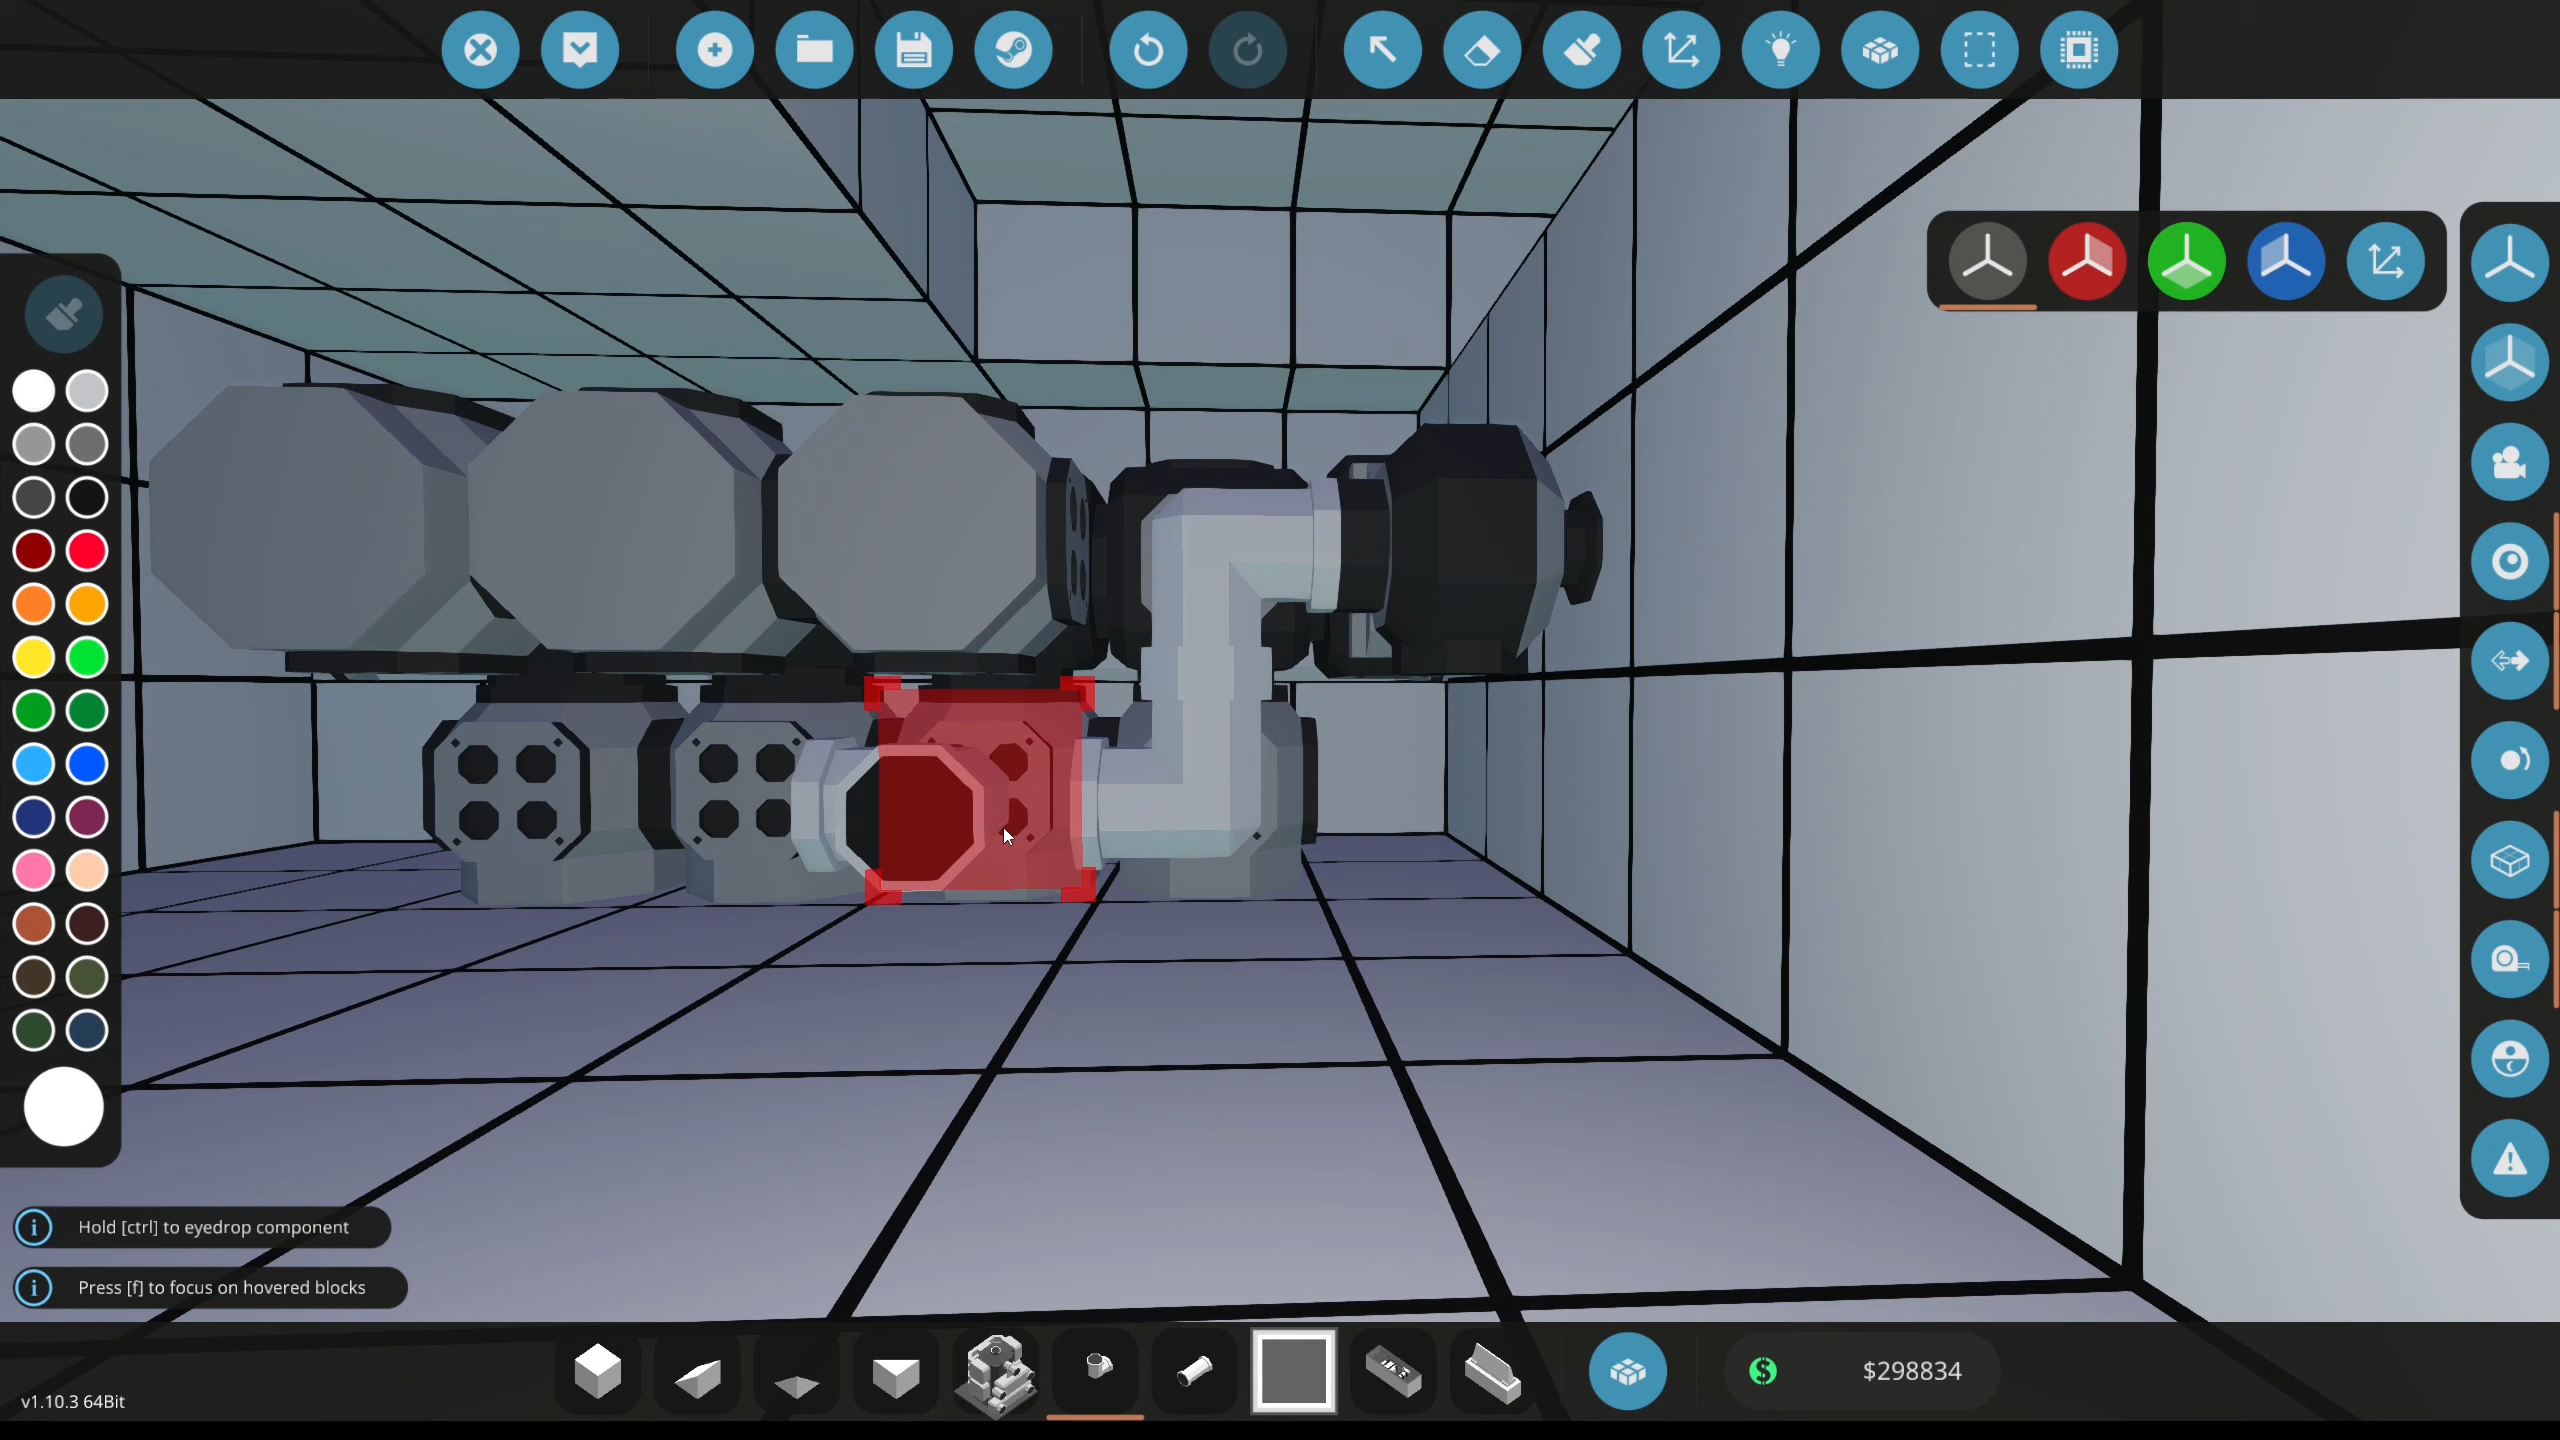 Hold [ctrl] to eyedrop component
Press [f] to focus on hovered blocks
v1.10.3 64Bit
$298834